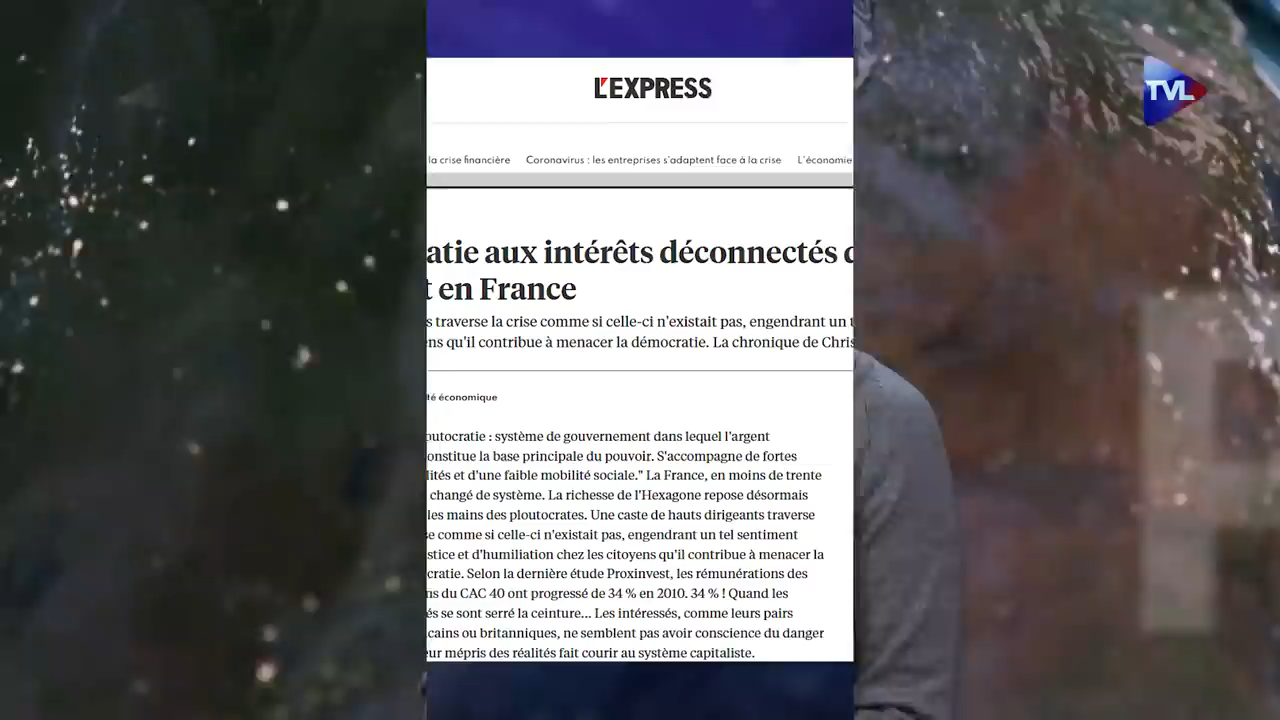 L'EXPRESS
TVL
la crise financière Coronavirus : les entreprises s'adaptent face à la crise L'économie
atie aux intérêts déconnectés d
t en France
s traverse la crise comme si celle-ci n'existait pas, engendrant un t
ens qu'il contribue à menacer la démocratie. La chronique de Chris
té économique
outocratie : système de gouvernement dans lequel l'argent
onstitue la base principale du pouvoir. S'accompagne de fortes
lités et d'une faible mobilité sociale." La France, en moins de trente
changé de système. La richesse de l'Hexagone repose désormais
les mains des ploutocrates. Une caste de hauts dirigeants traverse
se comme si celle-ci n'existait pas, engendrant un tel sentiment
stice et d'humiliation chez les citoyens qu'il contribue à menacer la
cratie. Selon la dernière étude Proxinvest, les rémunérations des
ns du CAC 40 ont progressé de 34 % en 2010. 34 % ! Quand les
és se sont serré la ceinture... Les intéressés, comme leurs pairs
icains ou britanniques, ne semblent pas avoir conscience du danger
eur mépris des réalités fait courir au système capitaliste.